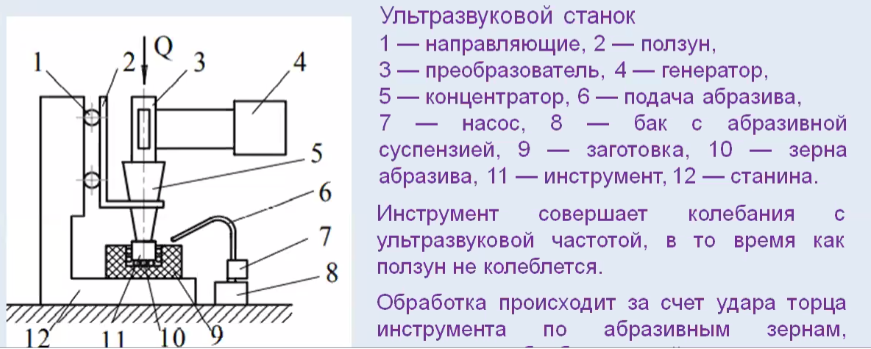 Q
1
2
3
4
5
6
7
8
12
11
10
9
Ультразвуковой станок
1 — направляющие, 2 — ползун,
3 — преобразователь, 4 — генератор,
5 — концентратор, 6 — подача абразива,
7 — насос, 8 — бак с абразивной
суспензией, 9 — заготовка, 10 — зерна
абразива, 11 — инструмент, 12 — станина.
Инструмент совершает колебания с
ультразвуковой частотой, в то время как
ползун не колеблется.
Обработка происходит за счет удара торца
инструмента по абразивным зернам,